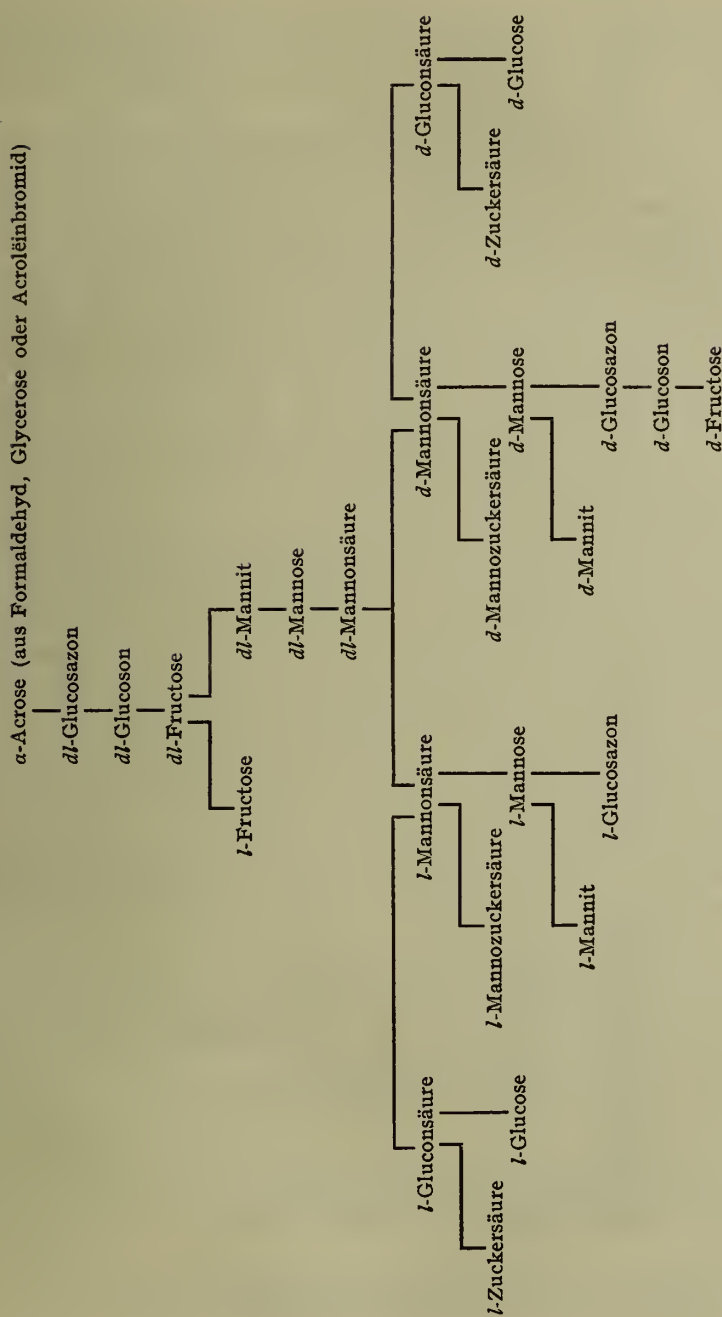 α-Acrose (aus Formaldehyd, Glycerose oder Acroleïnbromid)
dl-Glucosazon
dl-Glucoson
dl-Fructose
l-Fructose
dl-Mannit
dl-Mannose
dl-Mannonsäure
l-Gluconsäure
l-Mannonsäure
d-Mannonsäure
d-Gluconsäure
l-Zuckersäure
l-Glucose
l-Mannozuckersäure
l-Mannose
d-Mannozuckersäure
d-Mannose
d-Zuckersäure
d-Glucose
l-Mannit
l-Glucosazon
d-Mannit
d-Glucosazon
d-Glucoson
d-Fructose